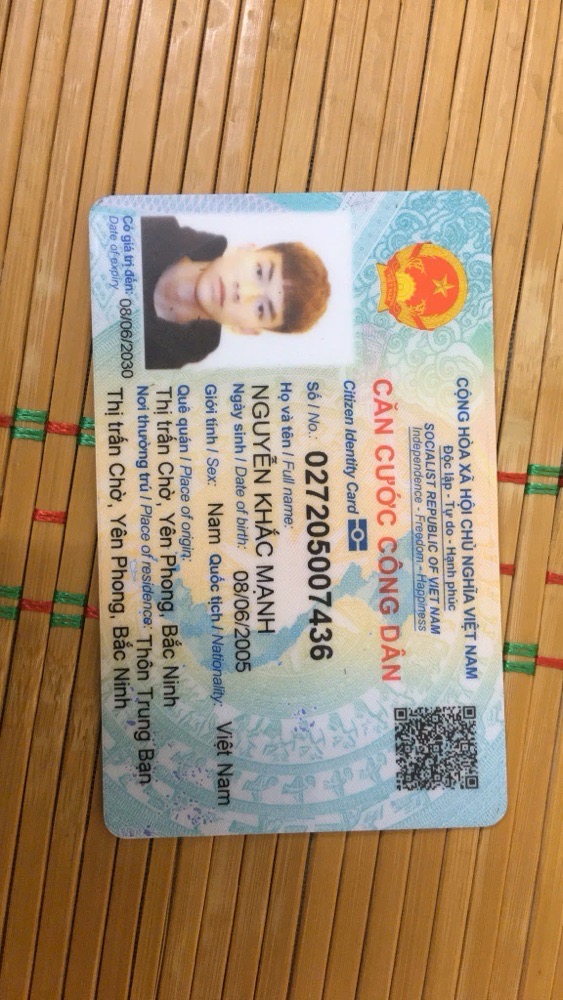 CỘNG HÒA XÃ HỘI CHỦ NGHĨA VIỆT NAM
Độc lập - Tự do - Hạnh phúc
SOCIALIST REPUBLIC OF VIET NAM
Independence - Freedom - Happiness
CĂN CƯỚC CÔNG DÂN
Citizen Identity Card
Số / No.: 027205007436
Họ và tên / Full name:
NGUYỄN KHẮC MẠNH
Ngày sinh / Date of birth: 08/06/2005
Giới tính / Sex: Nam Quốc tịch / Nationality: Việt Nam
Quê quán / Place of origin:
Thị trấn Chờ, Yên Phong, Bắc Ninh
Nơi thường trú / Place of residence: Thôn Trung Bạn
Thị trấn Chờ, Yên Phong, Bắc Ninh
Có giá trị đến: 08/06/2030
Date of expiry